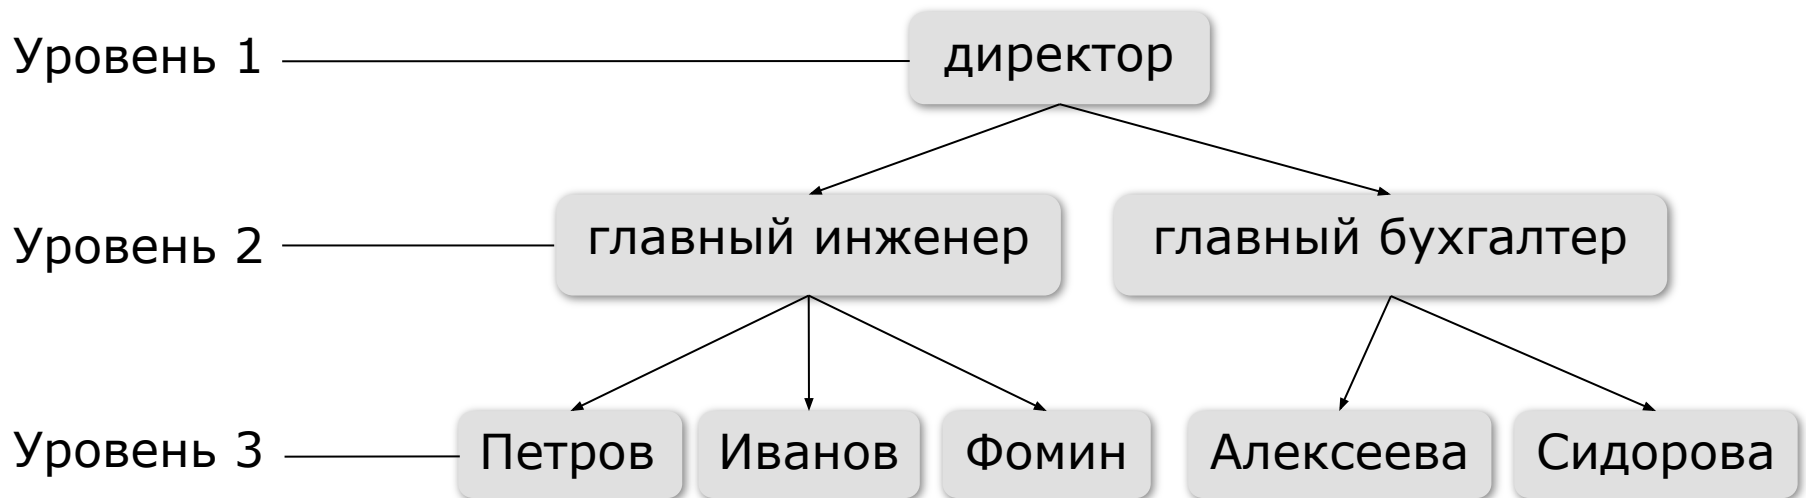 Уровень 1
директор
Уровень 2
главный инженер
главный бухгалтер
Уровень 3
Петров
Иванов
Фомин
Алексеева
Сидорова